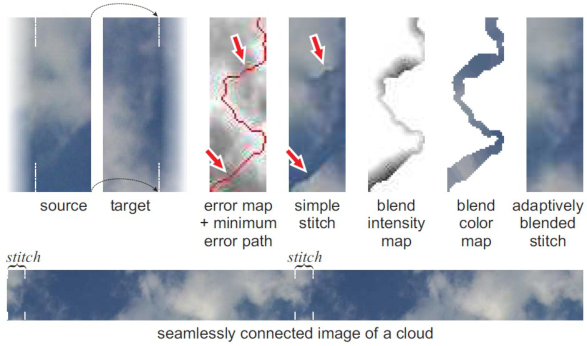 source
target
error map
+ minimum
error path
simple
stitch
blend
intensity
map
blend
color
map
adaptively
blended
stitch
stitch
stitch
seamlessly connected image of a cloud